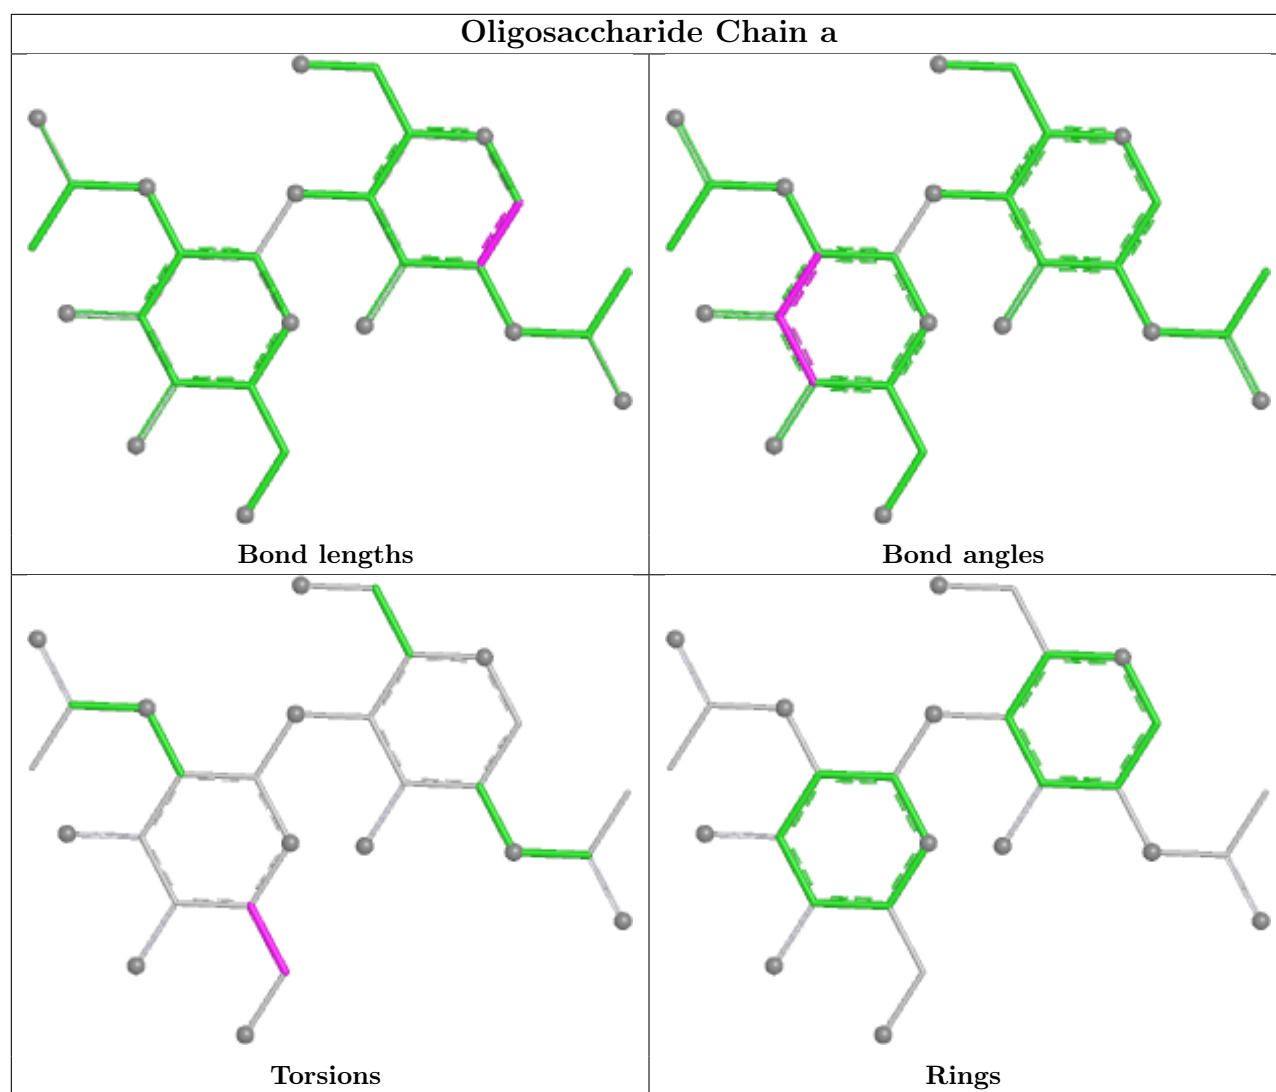 Oligosaccharide Chain a
Bond lengths
Bond angles
Torsions
Rings